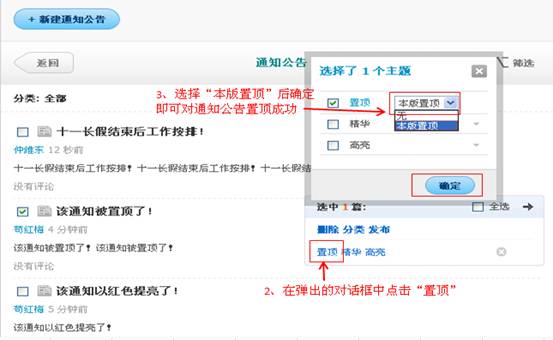 + 新建通知公告
返回
通知公告
筛选
分类: 全部
选择了 1 个主题
置顶
本版置顶
无
本版置顶
精华
高亮
确定
3、选择“本版置顶”后确定
即可对通知公告置顶成功
十一长假结束后工作按排!
仲维东 12 秒前
十一长假结束后工作按排! 十一长假结束后工作按排! 十一长假结
没有评论
选中 1 篇:
全选
删除 分类 发布
置顶 精华 高亮
该通知被置顶了!
苟红梅 4 分钟前
该通知被置顶了! 该通知被置顶了!
没有评论
2、在弹出的对话框中点击“置顶”
该通知以红色提亮了!
苟红梅 5 分钟前
该通知以红色提亮了!